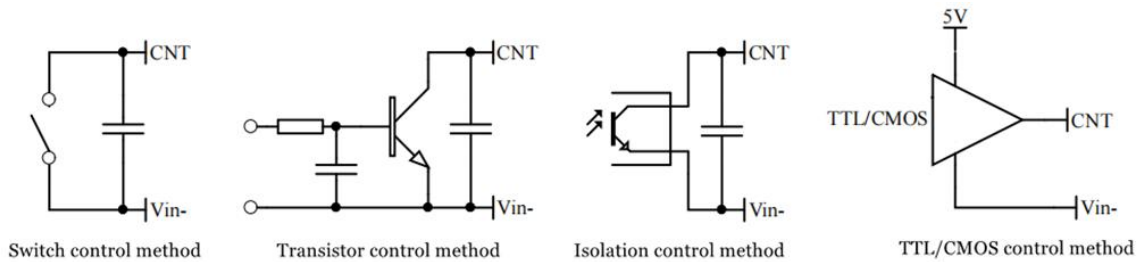 5V
CNT
CNT
CNT
TTL/CMOS
CNT
Vin-
Vin-
Vin-
Vin-
Switch control method
Transistor control method
Isolation control method
TTL/CMOS control method